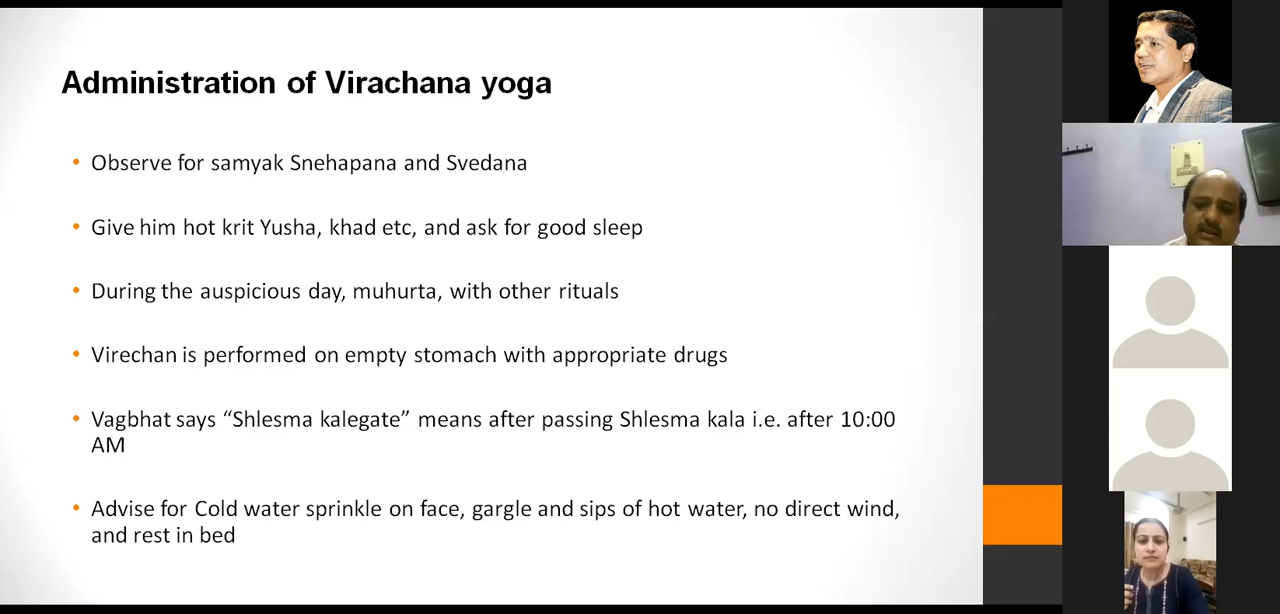 Administration of Virachana yoga
• Observe for samyak Snehapana and Svedana
• Give him hot krit Yusha, khad etc, and ask for good sleep
• During the auspicious day, muhurta, with other rituals
• Virechan is performed on empty stomach with appropriate drugs
• Vagbhat says “Shlesma kalegate” means after passing Shlesma kala i.e. after 10:00
AM
• Advise for Cold water sprinkle on face, gargle and sips of hot water, no direct wind,
and rest in bed